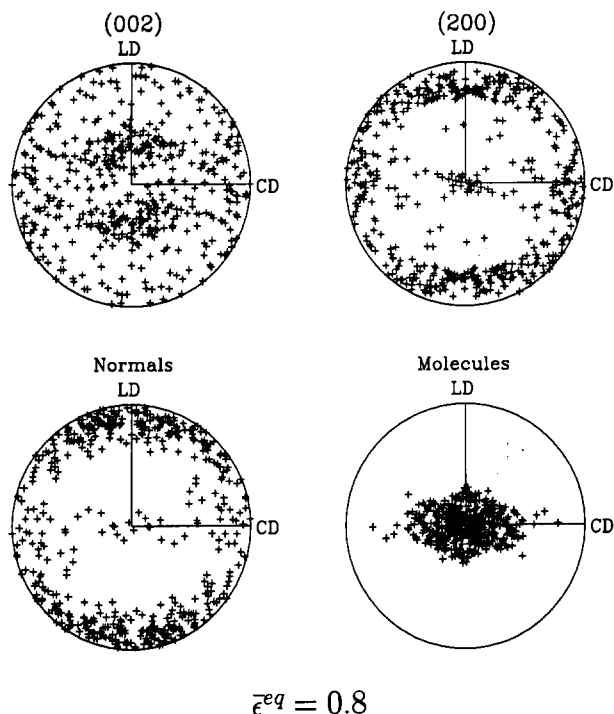 (002)
LD
CD
(200)
LD
CD
Normals
LD
CD
Molecules
LD
CD
ε̄^{eq} = 0.8